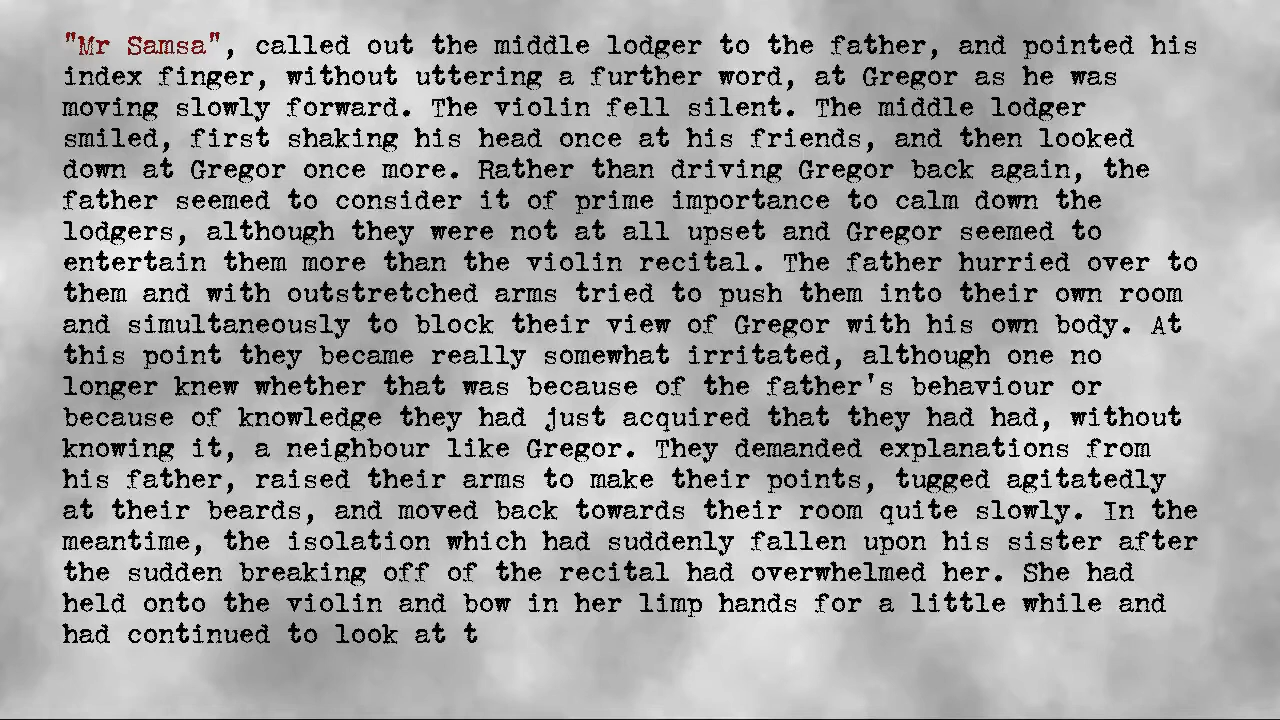 "Mr Samsa", called out the middle lodger to the father, and pointed his
index finger, without uttering a further word, at Gregor as he was
moving slowly forward. The violin fell silent. The middle lodger
smiled, first shaking his head once at his friends, and then looked
down at Gregor once more. Rather than driving Gregor back again, the
father seemed to consider it of prime importance to calm down the
lodgers, although they were not at all upset and Gregor seemed to
entertain them more than the violin recital. The father hurried over to
them and with outstretched arms tried to push them into their own room
and simultaneously to block their view of Gregor with his own body. At
this point they became really somewhat irritated, although one no
longer knew whether that was because of the father's behaviour or
because of knowledge they had just acquired that they had had, without
knowing it, a neighbour like Gregor. They demanded explanations from
his father, raised their arms to make their points, tugged agitatedly
at their beards, and moved back towards their room quite slowly. In the
meantime, the isolation which had suddenly fallen upon his sister after
the sudden breaking off of the recital had overwhelmed her. She had
held onto the violin and bow in her limp hands for a little while and
had continued to look at t